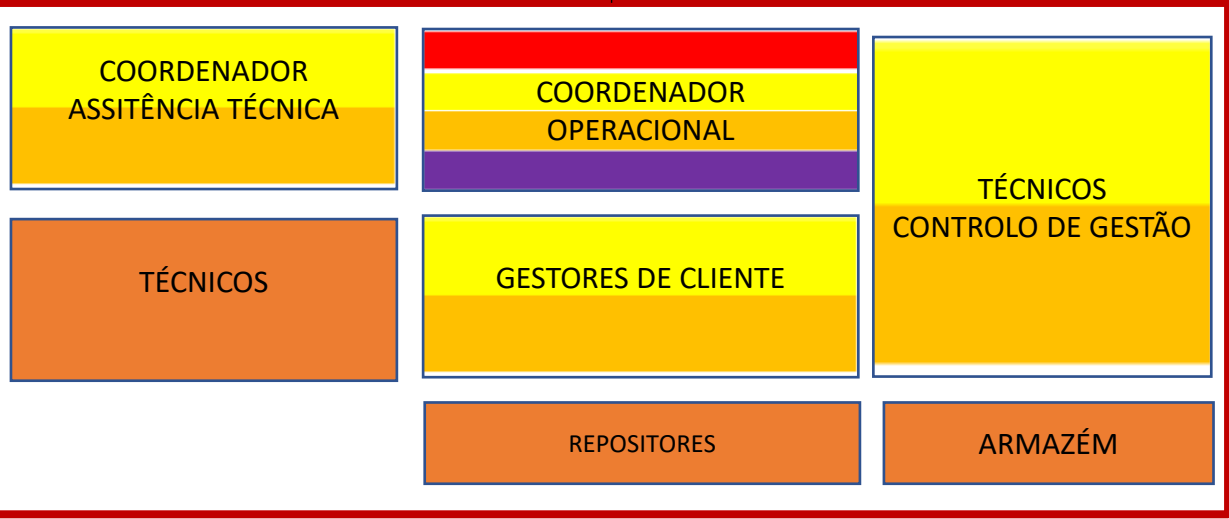 COORDENADOR
ASSITÊNCIA TÉCNICA
COORDENADOR
OPERACIONAL
TÉCNICOS
CONTROLO DE GESTÃO
TÉCNICOS
GESTORES DE CLIENTE
REPOSITORES
ARMAZÉM